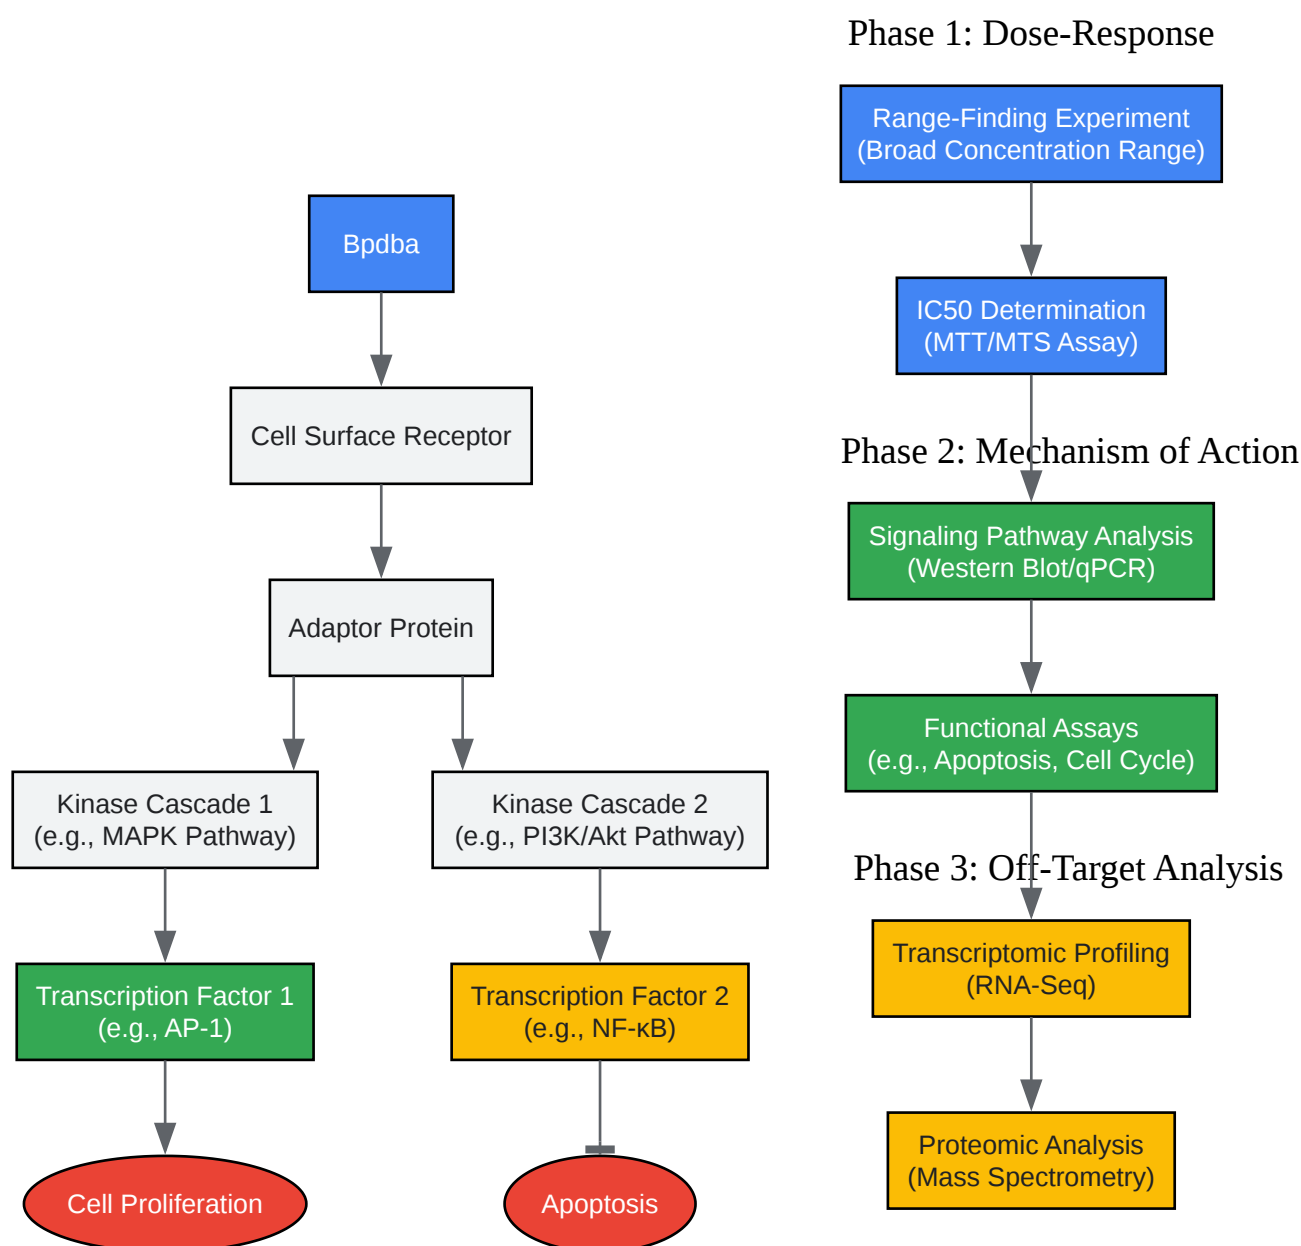 Bpdba
Cell Surface Receptor
Adaptor Protein
Kinase Cascade 1
(e.g., MAPK Pathway)
Kinase Cascade 2
(e.g., PI3K/Akt Pathway)
Transcription Factor 1
(e.g., AP-1)
Transcription Factor 2
(e.g., NF-κB)
Cell Proliferation
Apoptosis
Phase 1: Dose-Response
Range-Finding Experiment
(Broad Concentration Range)
IC50 Determination
(MTT/MTS Assay)
Phase 2: Mechanism of Action
Signaling Pathway Analysis
(Western Blot/qPCR)
Functional Assays
(e.g., Apoptosis, Cell Cycle)
Phase 3: Off-Target Analysis
Transcriptomic Profiling
(RNA-Seq)
Proteomic Analysis
(Mass Spectrometry)